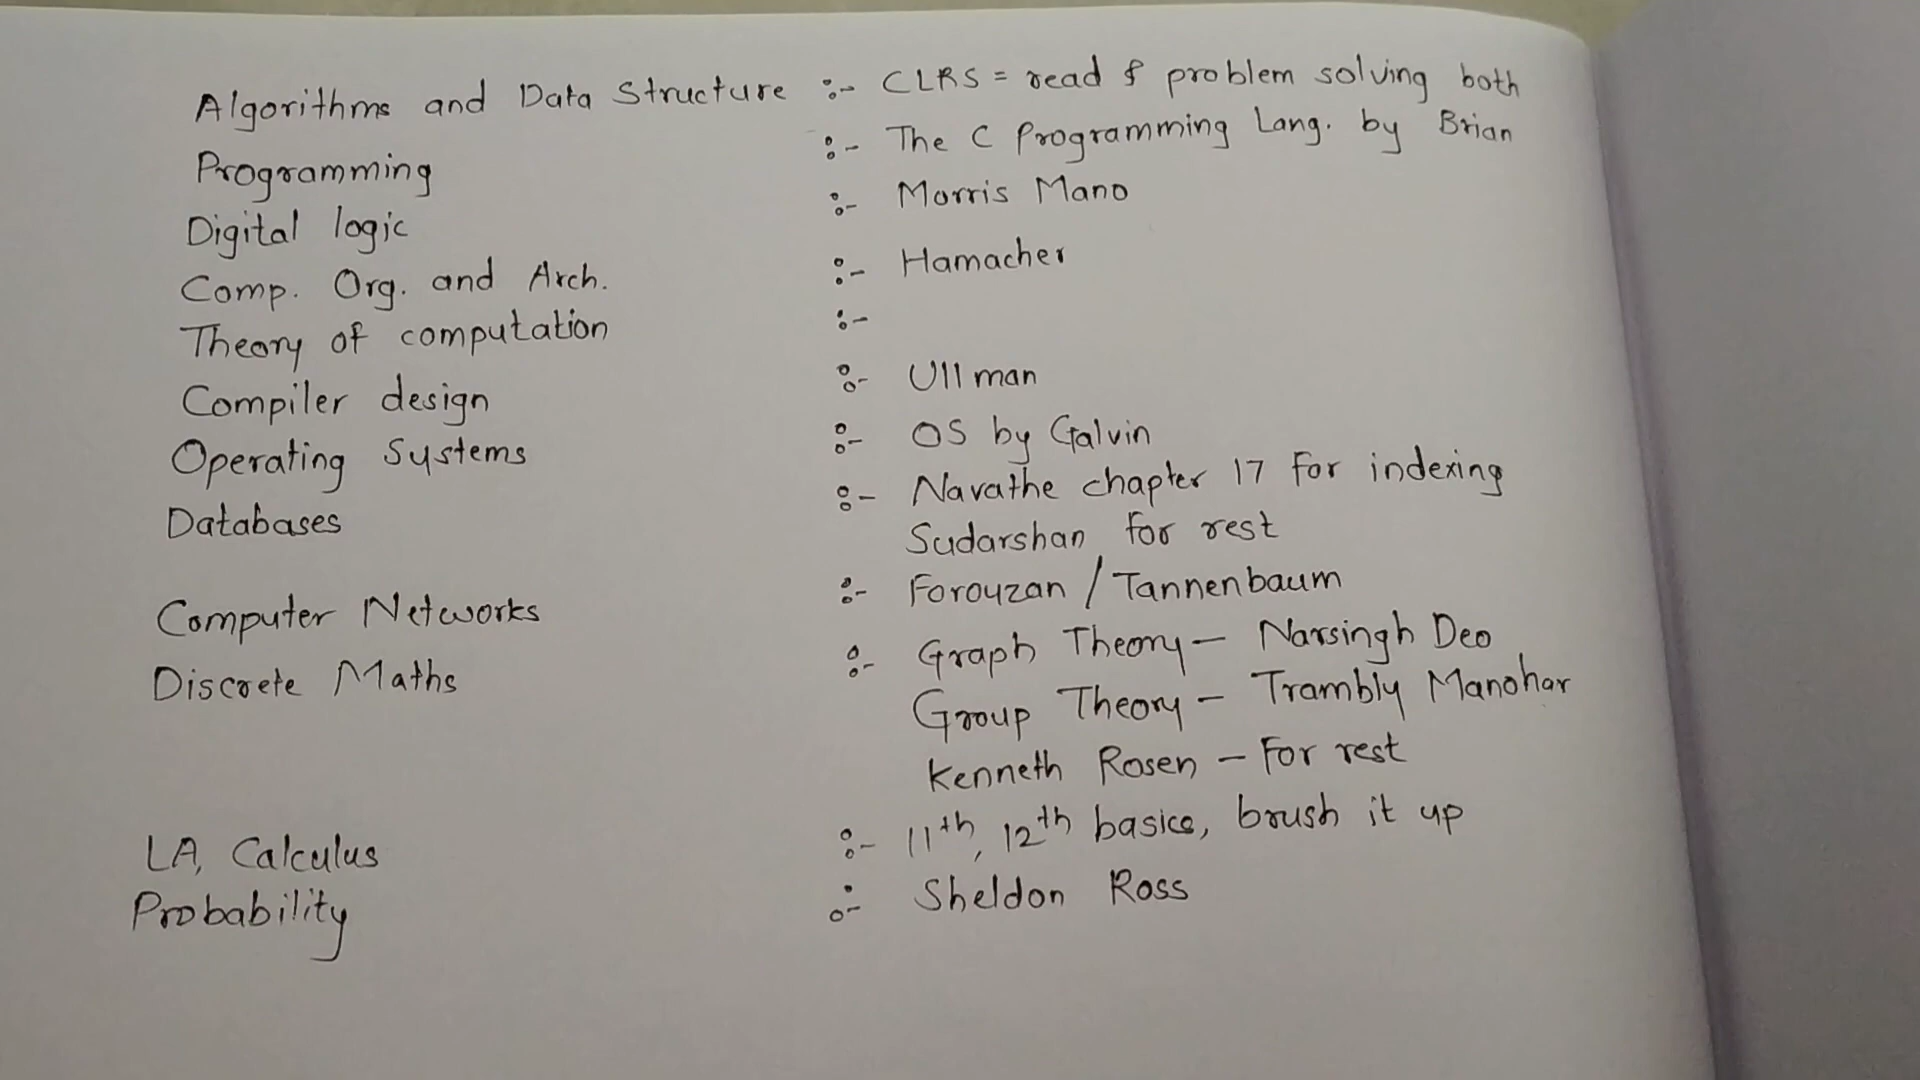 Algorithms and Data Structure :- CLRS = read & problem solving both
Programming :- The C Programming Lang. by Brian
Digital logic :- Morris Mano
Comp. Org. and Arch. :- Hamacher
Theory of computation :-
Compiler design :- Ullman
Operating Systems :- OS by Galvin
Databases :- Navathe chapter 17 for indexing
Sudarshan for rest
Computer Networks :- Forouzan / Tannenbaum
Discrete Maths :- Graph Theory - Narsingh Deo
Group Theory - Trambly Manohar
Kenneth Rosen - For rest
LA, Calculus :- 11th, 12th basics, brush it up
Probability :- Sheldon Ross